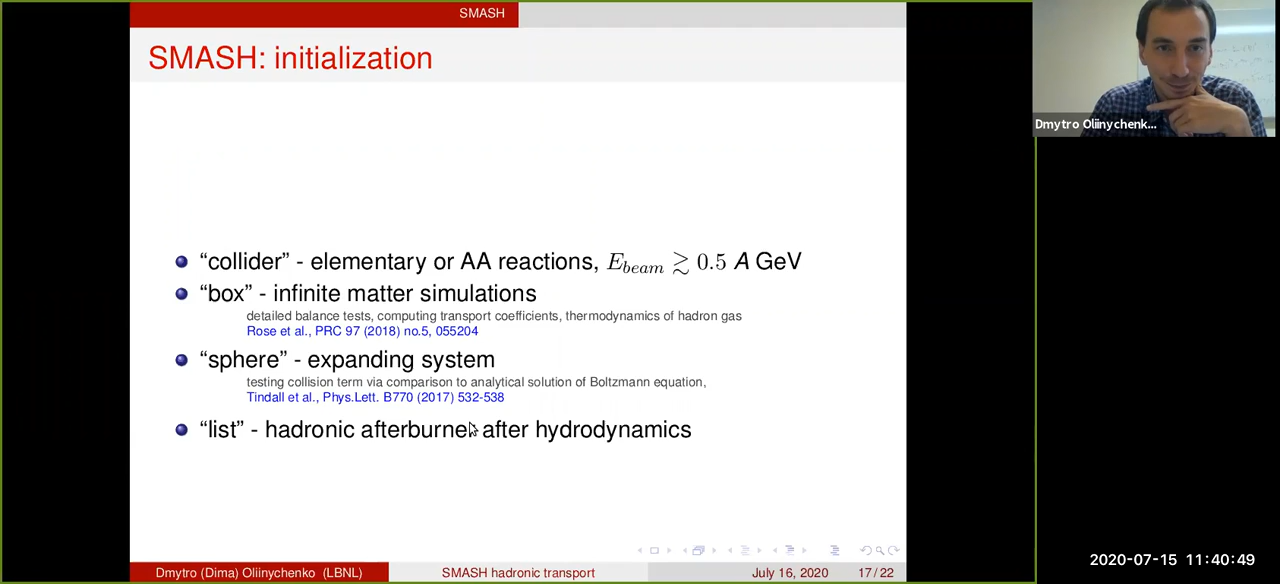 SMASH
SMASH: initialization
“collider” - elementary or AA reactions, E_beam ≳ 0.5 A GeV
“box” - infinite matter simulations
detailed balance tests, computing transport coefficients, thermodynamics of hadron gas
Rose et al., PRC 97 (2018) no.5, 055204
“sphere” - expanding system
testing collision term via comparison to analytical solution of Boltzmann equation,
Tindall et al., Phys.Lett. B770 (2017) 532-538
“list” - hadronic afterburner after hydrodynamics
Dmytro (Dima) Oliinychenko (LBNL) SMASH hadronic transport July 16, 2020 17/22
Dmytro Oliinychenk...
2020-07-15 11:40:49